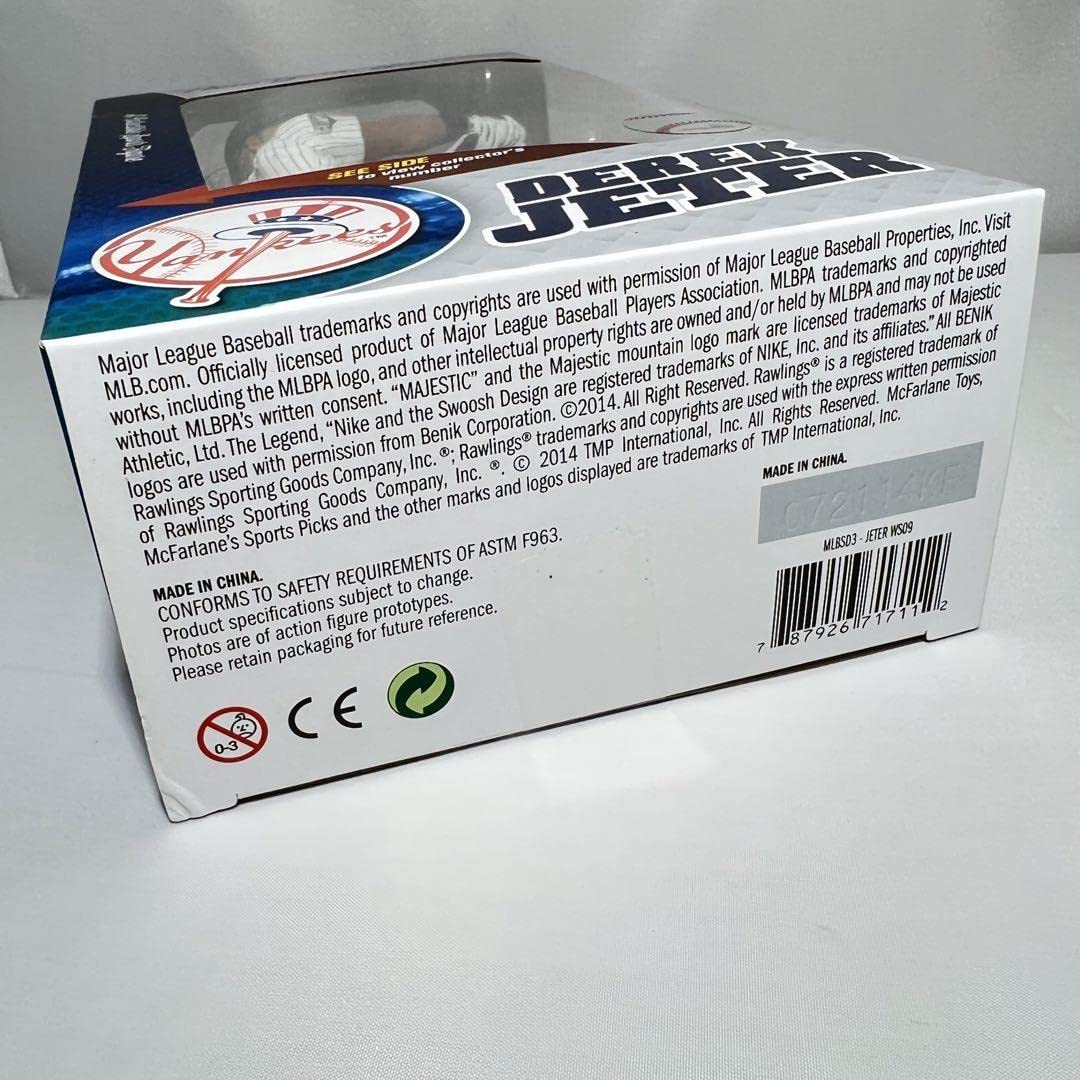 SEE SIDE
to view collector's
number
Yankees
DEREK
JETER
Major League Baseball trademarks and copyrights are used with permission of Major League Baseball Properties, Inc. Visit
MLB.com. Officially licensed product of Major League Baseball Players Association. MLBPA trademarks and copyrighted
works, including the MLBPA logo, and other intellectual property rights are owned and/or held by MLBPA and may not be used
without MLBPA's written consent. "MAJESTIC" and the Majestic mountain logo mark are licensed trademarks of Majestic
Athletic, Ltd. The Legend, "Nike and the Swoosh Design are registered trademarks of NIKE, Inc. and its affiliates." All BENIK
logos are used with permission from Benik Corporation. ©2014. All Right Reserved. Rawlings® is a registered trademark of
Rawlings Sporting Goods Company, Inc. ®; Rawlings® trademarks and copyrights are used with the express written permission
of Rawlings Sporting Goods Company, Inc. ®. © 2014 TMP International, Inc. All Rights Reserved. McFarlane Toys,
McFarlane's Sports Picks and the other marks and logos displayed are trademarks of TMP International, Inc.
MADE IN CHINA.
MLBSD3 - JETER WS09
7 87926 71711 2
MADE IN CHINA.
CONFORMS TO SAFETY REQUIREMENTS OF ASTM F963.
Product specifications subject to change.
Photos are of action figure prototypes.
Please retain packaging for future reference.
0-3
CE